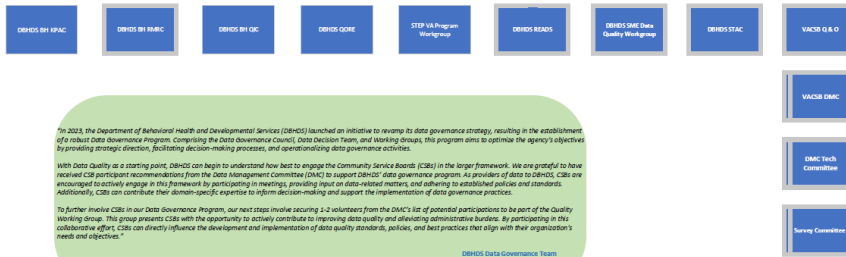 DBHDS BH KPAC
DBHDS BH RMRC
DBHDS BH QIC
DBHDS QORE
STEP VA Program
Workgroup
DBHDS READS
DBHDS SME Data
Quality Workgroup
DBHDS STAC
VACSB Q & O
VACSB DMC
DMC Tech
Committee
Survey Committee
"In 2023, the Department of Behavioral Health and Developmental Services (DBHDS) launched an initiative to revamp its data governance strategy, resulting in the establishment
of a robust Data Governance Program. Comprising the Data Governance Council, Data Decision Team, and Working Groups, this program aims to optimize the agency's objectives
by providing strategic direction, facilitating decision-making processes, and operationalizing data governance activities.
With Data Quality as a starting point, DBHDS can begin to understand how best to engage the Community Service Boards (CSBs) in the larger framework. We are grateful to have
received CSB participant recommendations from the Data Management Committee (DMC) to support DBHDS' data governance program. As providers of data to DBHDS, CSBs are
encouraged to actively engage in this framework by participating in meetings, providing input on data-related matters, and adhering to established policies and standards.
Additionally, CSBs can contribute their domain-specific expertise to inform decision-making and support the implementation of data governance practices.
To further involve CSBs in our Data Governance Program, our next steps involve securing 1-2 volunteers from the DMC's list of potential participations to be part of the Quality
Working Group. This group presents CSBs with the opportunity to actively contribute to improving data quality and alleviating administrative burdens. By participating in this
collaborative effort, CSBs can directly influence the development and implementation of data quality standards, policies, and best practices that align with their organization's
needs and objectives."
DBHDS Data Governance Team